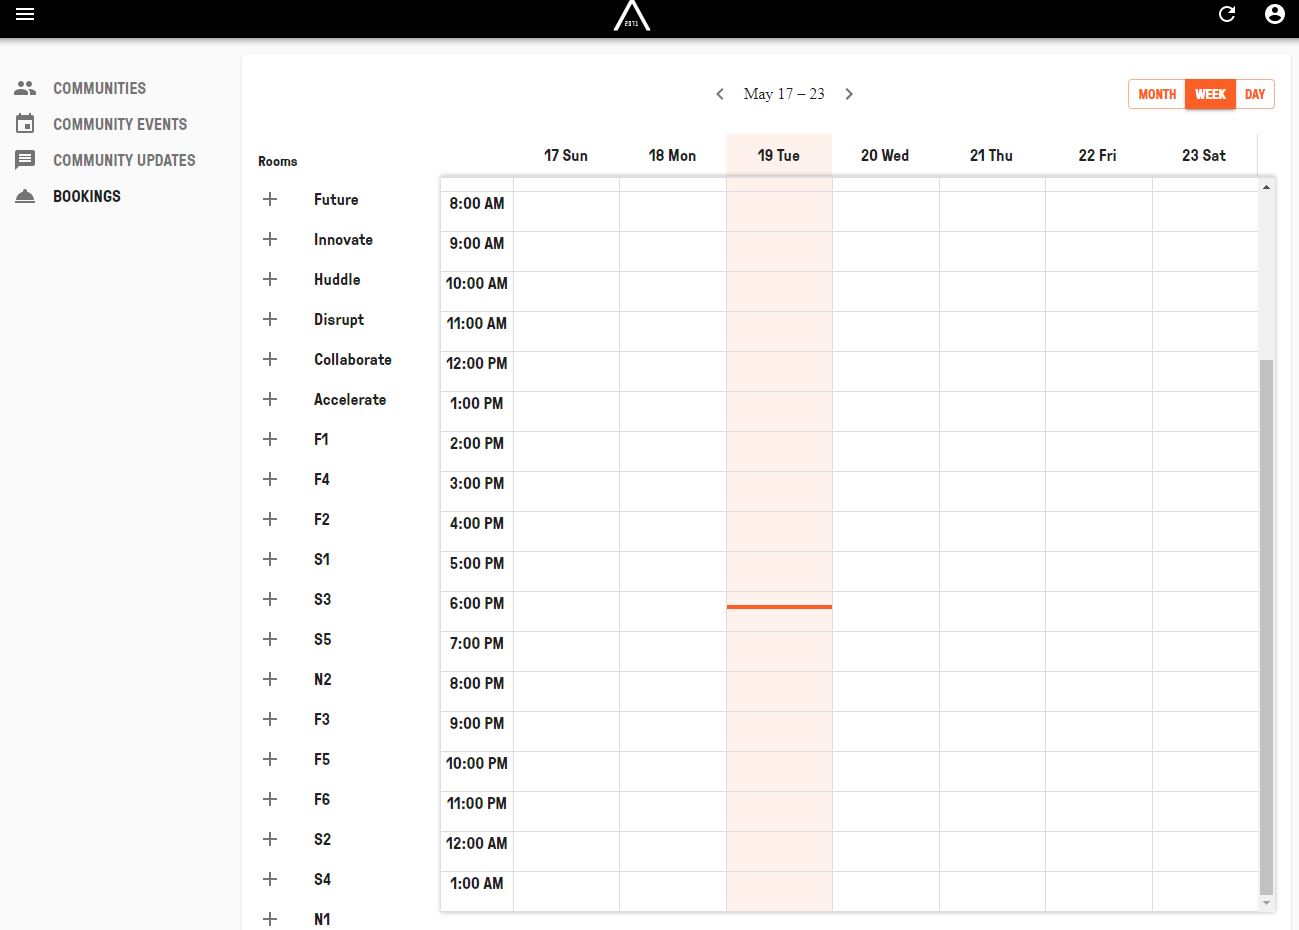 2071
COMMUNITIES
COMMUNITY EVENTS
COMMUNITY UPDATES
BOOKINGS
May 17 – 23
MONTH WEEK DAY
Rooms
17 Sun 18 Mon 19 Tue 20 Wed 21 Thu 22 Fri 23 Sat
Future
Innovate
Huddle
Disrupt
Collaborate
Accelerate
F1
F4
F2
S1
S3
S5
N2
F3
F5
F6
S2
S4
N1
8:00 AM
9:00 AM
10:00 AM
11:00 AM
12:00 PM
1:00 PM
2:00 PM
3:00 PM
4:00 PM
5:00 PM
6:00 PM
7:00 PM
8:00 PM
9:00 PM
10:00 PM
11:00 PM
12:00 AM
1:00 AM